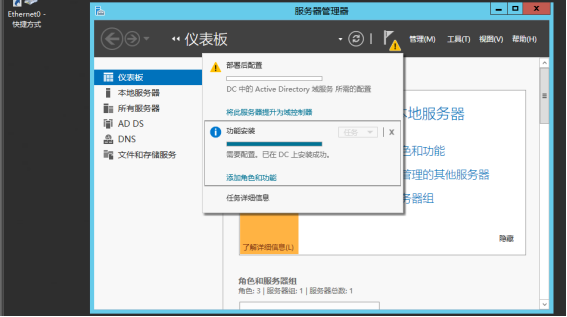 Ethernet0 -
快捷方式
服务器管理器
仪表板
管理(M) 工具(T) 视图(V) 帮助(H)
仪表板
本地服务器
所有服务器
AD DS
DNS
文件和存储服务
部署后配置
DC 中的 Active Directory 域服务 所需的配置
将此服务器提升为域控制器
功能安装
任务
x
需要配置。已在 DC 上安装成功。
添加角色和功能
任务详细信息
地服务器
色和功能
管理的其他服务器
务器组
了解详细信息(L)
隐藏
角色和服务器组
角色: 3 | 服务器组: 1 | 服务器总数: 1